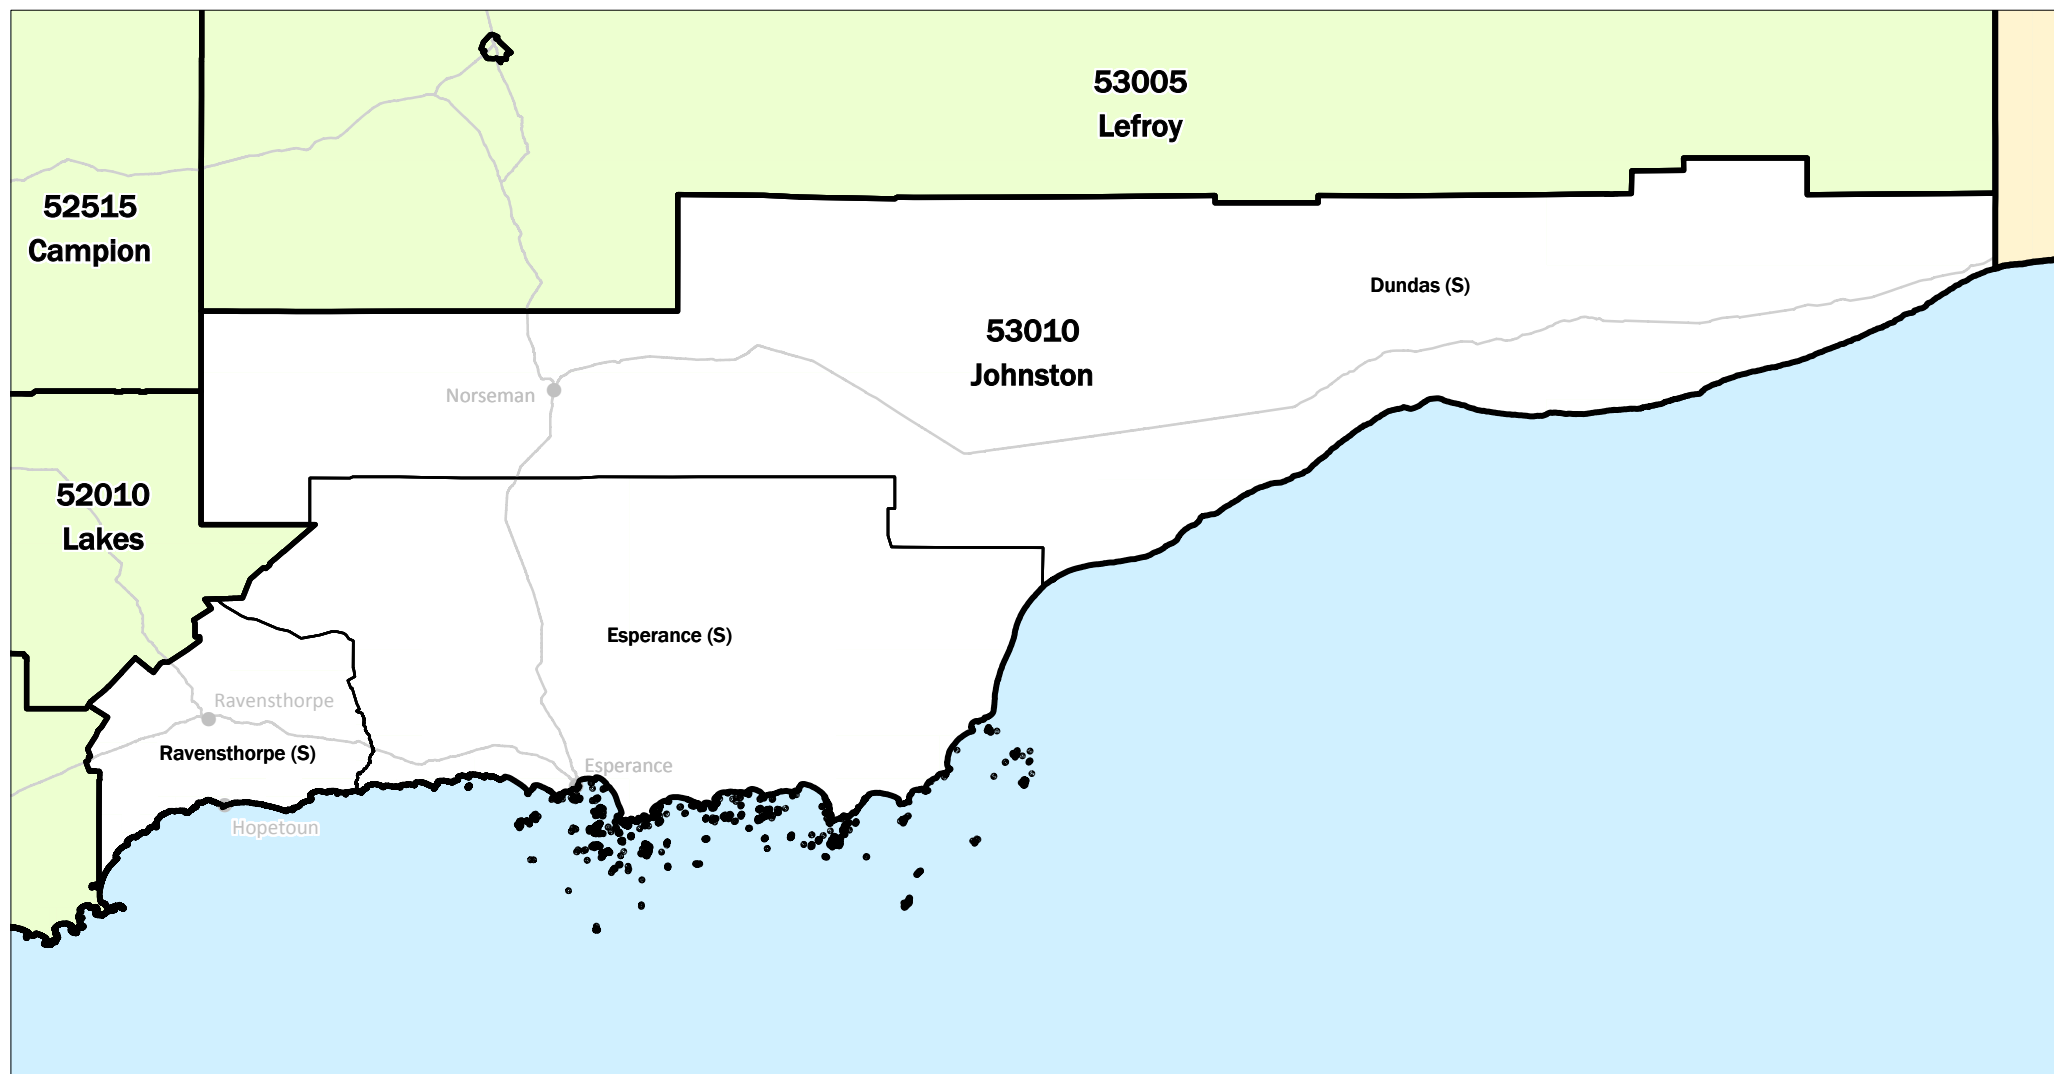 53005
Lefroy
52515
Campion
Dundas (S)
53010
Johnston
Norseman
52010
Lakes
Esperance (S)
Ravensthorpe
Ravensthorpe (S)
Esperance
Hopetoun